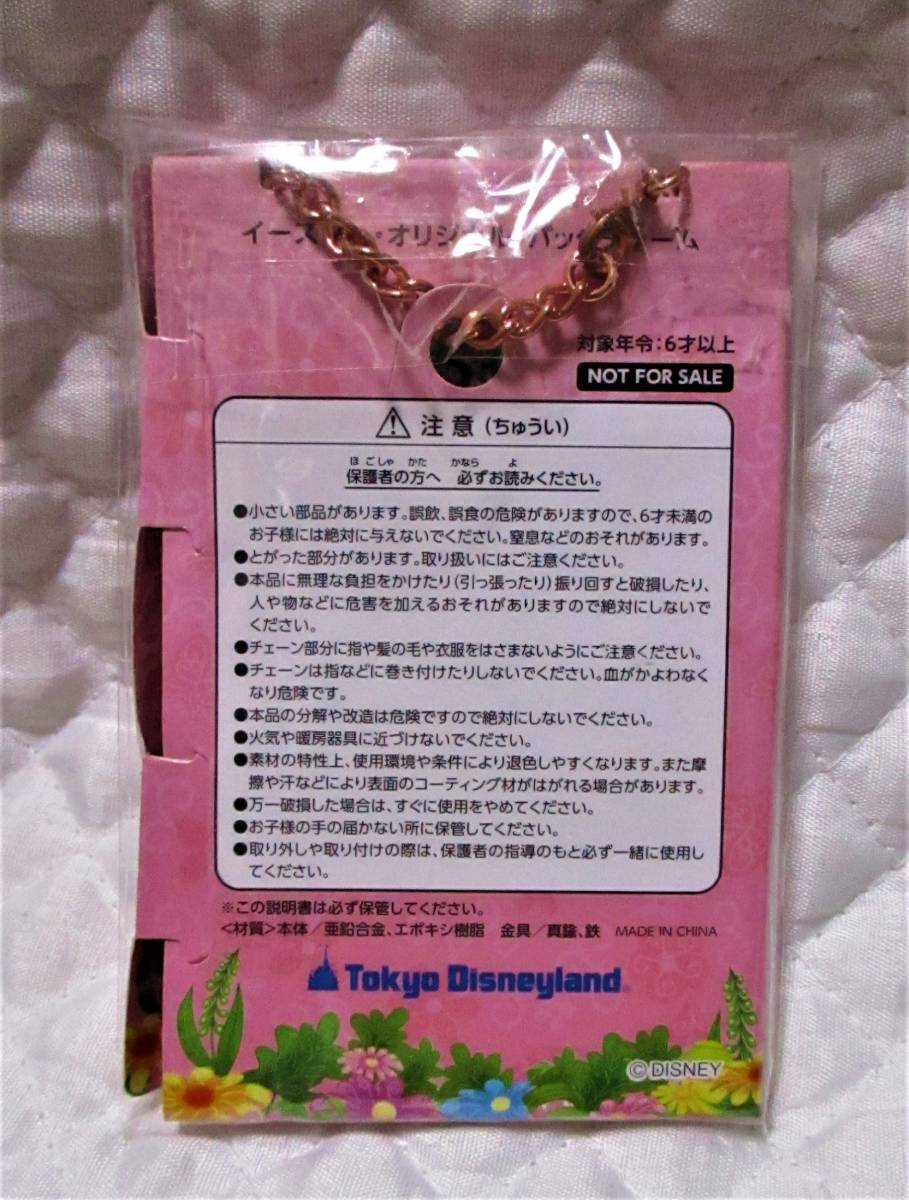 イース ・オリジナル バッグチャーム
対象年令:6才以上
NOT FOR SALE
注意(ちゅうい)
ほごしゃ かた かなら よ
保護者の方へ 必ずお読みください。
●小さい部品があります。誤飲、誤食の危険がありますので、6才未満の
お子様には絶対に与えないでください。窒息などのおそれがあります。
●とがった部分があります。取り扱いにはご注意ください。
●本品に無理な負担をかけたり(引っ張ったり)振り回すと破損したり、
人や物などに危害を加えるおそれがありますので絶対にしないで
ください。
●チェーン部分に指や髪の毛や衣服をはさまないようにご注意ください。
●チェーンは指などに巻き付けたりしないでください。血がかよわなく
なり危険です。
●本品の分解や改造は危険ですので絶対にしないでください。
●火気や暖房器具に近づけないでください。
●素材の特性上、使用環境や条件により退色しやすくなります。また摩
擦や汗などにより表面のコーティング材がはがれる場合があります。
●万一破損した場合は、すぐに使用をやめてください。
●お子様の手の届かない所に保管してください。
●取り外しや取り付けの際は、保護者の指導のもと必ず一緒に使用し
てください。
※この説明書は必ず保管してください。
<材質>本体/亜鉛合金、エポキシ樹脂 金具/真鍮、鉄 MADE IN CHINA
Tokyo Disneyland
©DISNEY